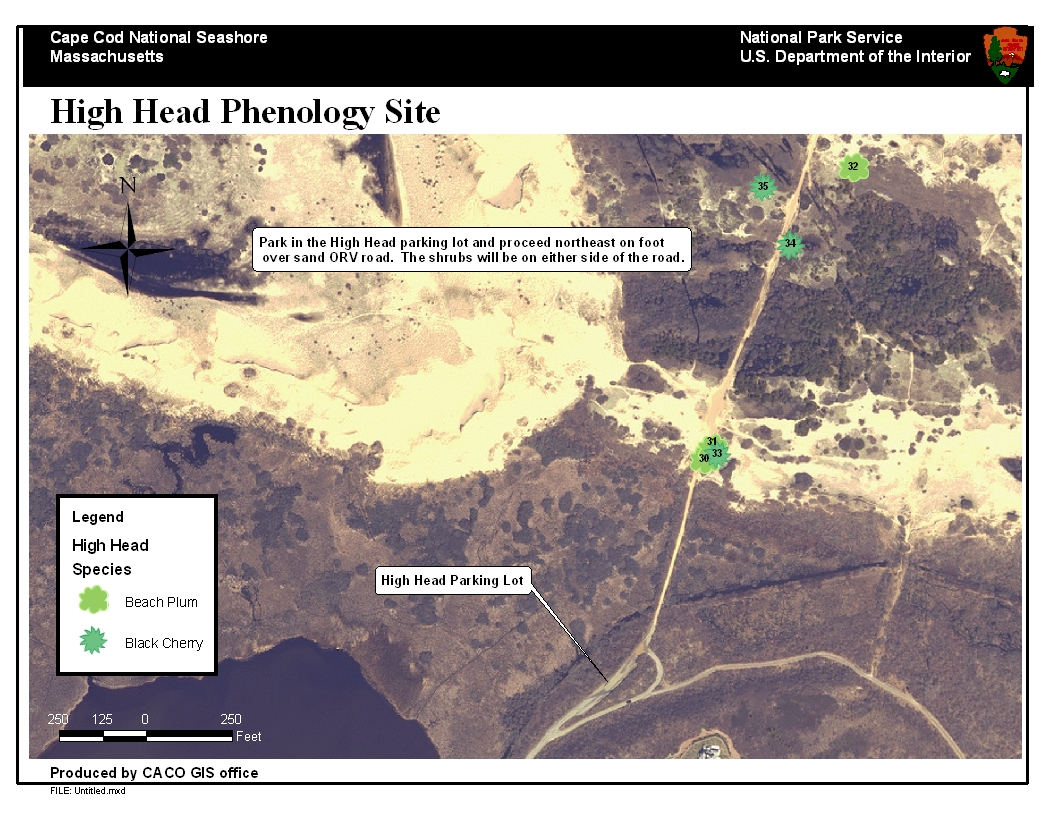 Cape Cod National Seashore
Massachusetts
National Park Service
U.S. Department of the Interior
High Head Phenology Site
N
32
35
34
Park in the High Head parking lot and proceed northeast on foot
over sand ORV road. The shrubs will be on either side of the road.
31
30 33
Legend
High Head
Species
Beach Plum
Black Cherry
High Head Parking Lot
250 125 0 250
Feet
Produced by CACO GIS office
FILE: Untitled.mxd